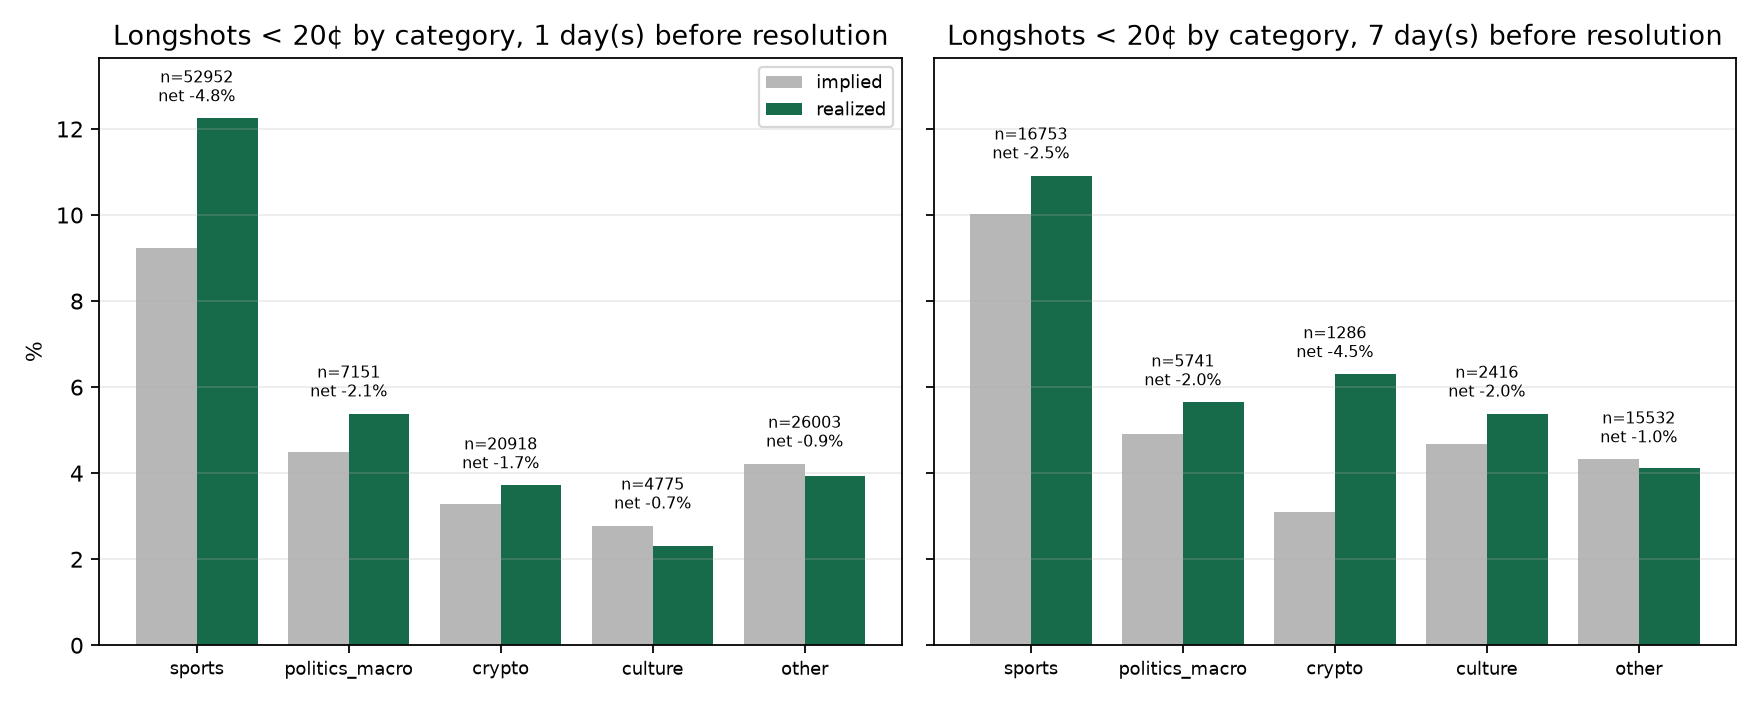 Longshots < 20¢ by category, 1 day(s) before resolution
%
12
10
8
6
4
2
0
n=52952
net -4.8%
n=7151
net -2.1%
n=20918
net -1.7%
n=4775
net -0.7%
n=26003
net -0.9%
implied
realized
sports
politics_macro
crypto
culture
other
Longshots < 20¢ by category, 7 day(s) before resolution
n=16753
net -2.5%
n=5741
net -2.0%
n=1286
net -4.5%
n=2416
net -2.0%
n=15532
net -1.0%
sports
politics_macro
crypto
culture
other